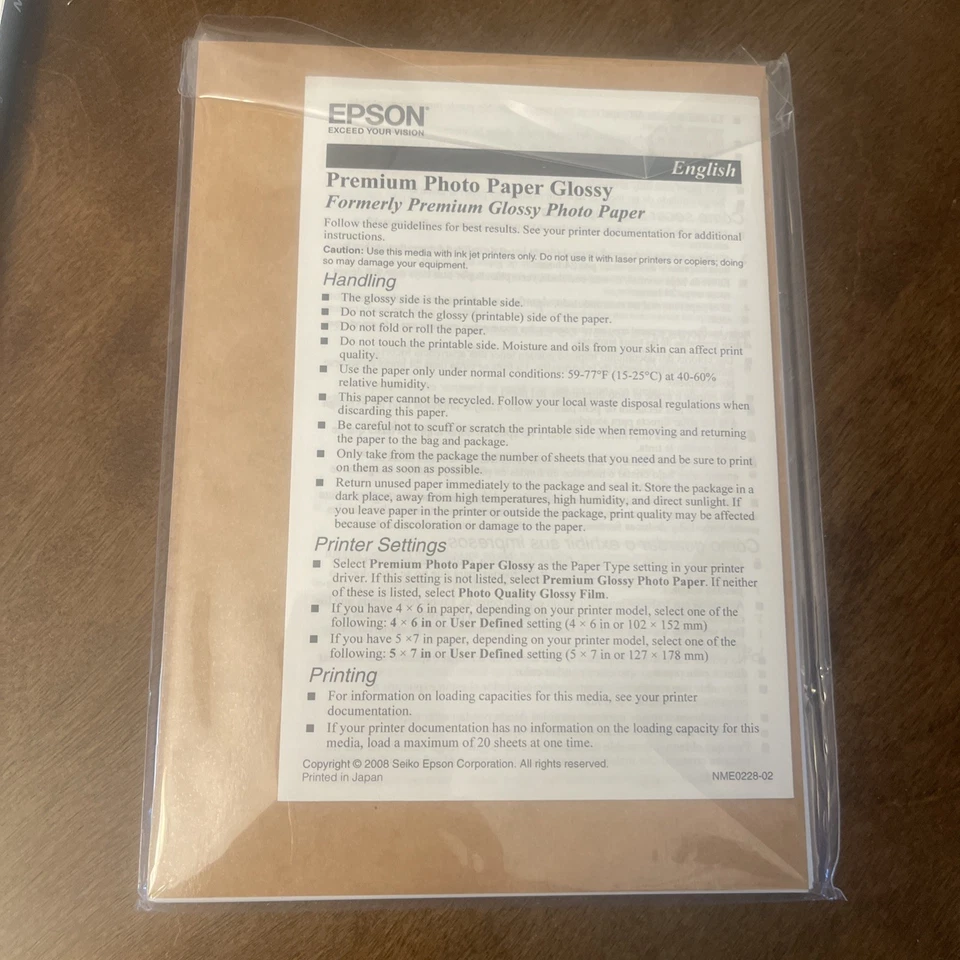 EPSON®
EXCEED YOUR VISION
English
Premium Photo Paper Glossy
Formerly Premium Glossy Photo Paper
Follow these guidelines for best results. See your printer documentation for additional
instructions.
Caution: Use this media with ink jet printers only. Do not use it with laser printers or copiers; doing
so may damage your equipment.
Handling
■ The glossy side is the printable side.
■ Do not scratch the glossy (printable) side of the paper.
■ Do not fold or roll the paper.
■ Do not touch the printable side. Moisture and oils from your skin can affect print
quality.
■ Use the paper only under normal conditions: 59-77°F (15-25°C) at 40-60%
relative humidity.
■ This paper cannot be recycled. Follow your local waste disposal regulations when
discarding this paper.
■ Be careful not to scuff or scratch the printable side when removing and returning
the paper to the bag and package.
■ Only take from the package the number of sheets that you need and be sure to print
on them as soon as possible.
■ Return unused paper immediately to the package and seal it. Store the package in a
dark place, away from high temperatures, high humidity, and direct sunlight. If
you leave paper in the printer or outside the package, print quality may be affected
because of discoloration or damage to the paper.
Printer Settings
■ Select Premium Photo Paper Glossy as the Paper Type setting in your printer
driver. If this setting is not listed, select Premium Glossy Photo Paper. If neither
of these is listed, select Photo Quality Glossy Film.
■ If you have 4 × 6 in paper, depending on your printer model, select one of the
following: 4 × 6 in or User Defined setting (4 × 6 in or 102 × 152 mm)
■ If you have 5 ×7 in paper, depending on your printer model, select one of the
following: 5 × 7 in or User Defined setting (5 × 7 in or 127 × 178 mm)
Printing
■ For information on loading capacities for this media, see your printer
documentation.
■ If your printer documentation has no information on the loading capacity for this
media, load a maximum of 20 sheets at one time.
Copyright © 2008 Seiko Epson Corporation. All rights reserved.
Printed in Japan
NME0228-02